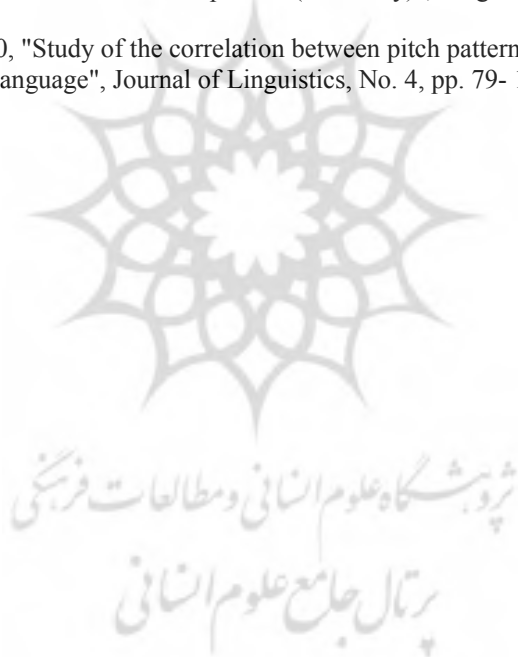 0, "Study of the correlation between pitch pattern
anguage", Journal of Linguistics, No. 4, pp. 79-
پژوهشگاه علوم انسانی و مطالعات فرهنگی
پرتال جامع علوم انسانی